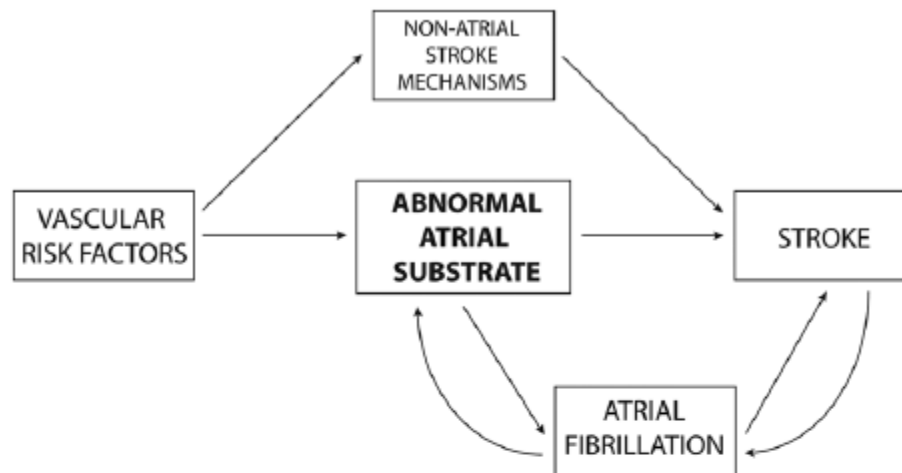 NON-ATRIAL
STROKE
MECHANISMS
VASCULAR
RISK FACTORS
ABNORMAL
ATRIAL
SUBSTRATE
STROKE
ATRIAL
FIBRILLATION